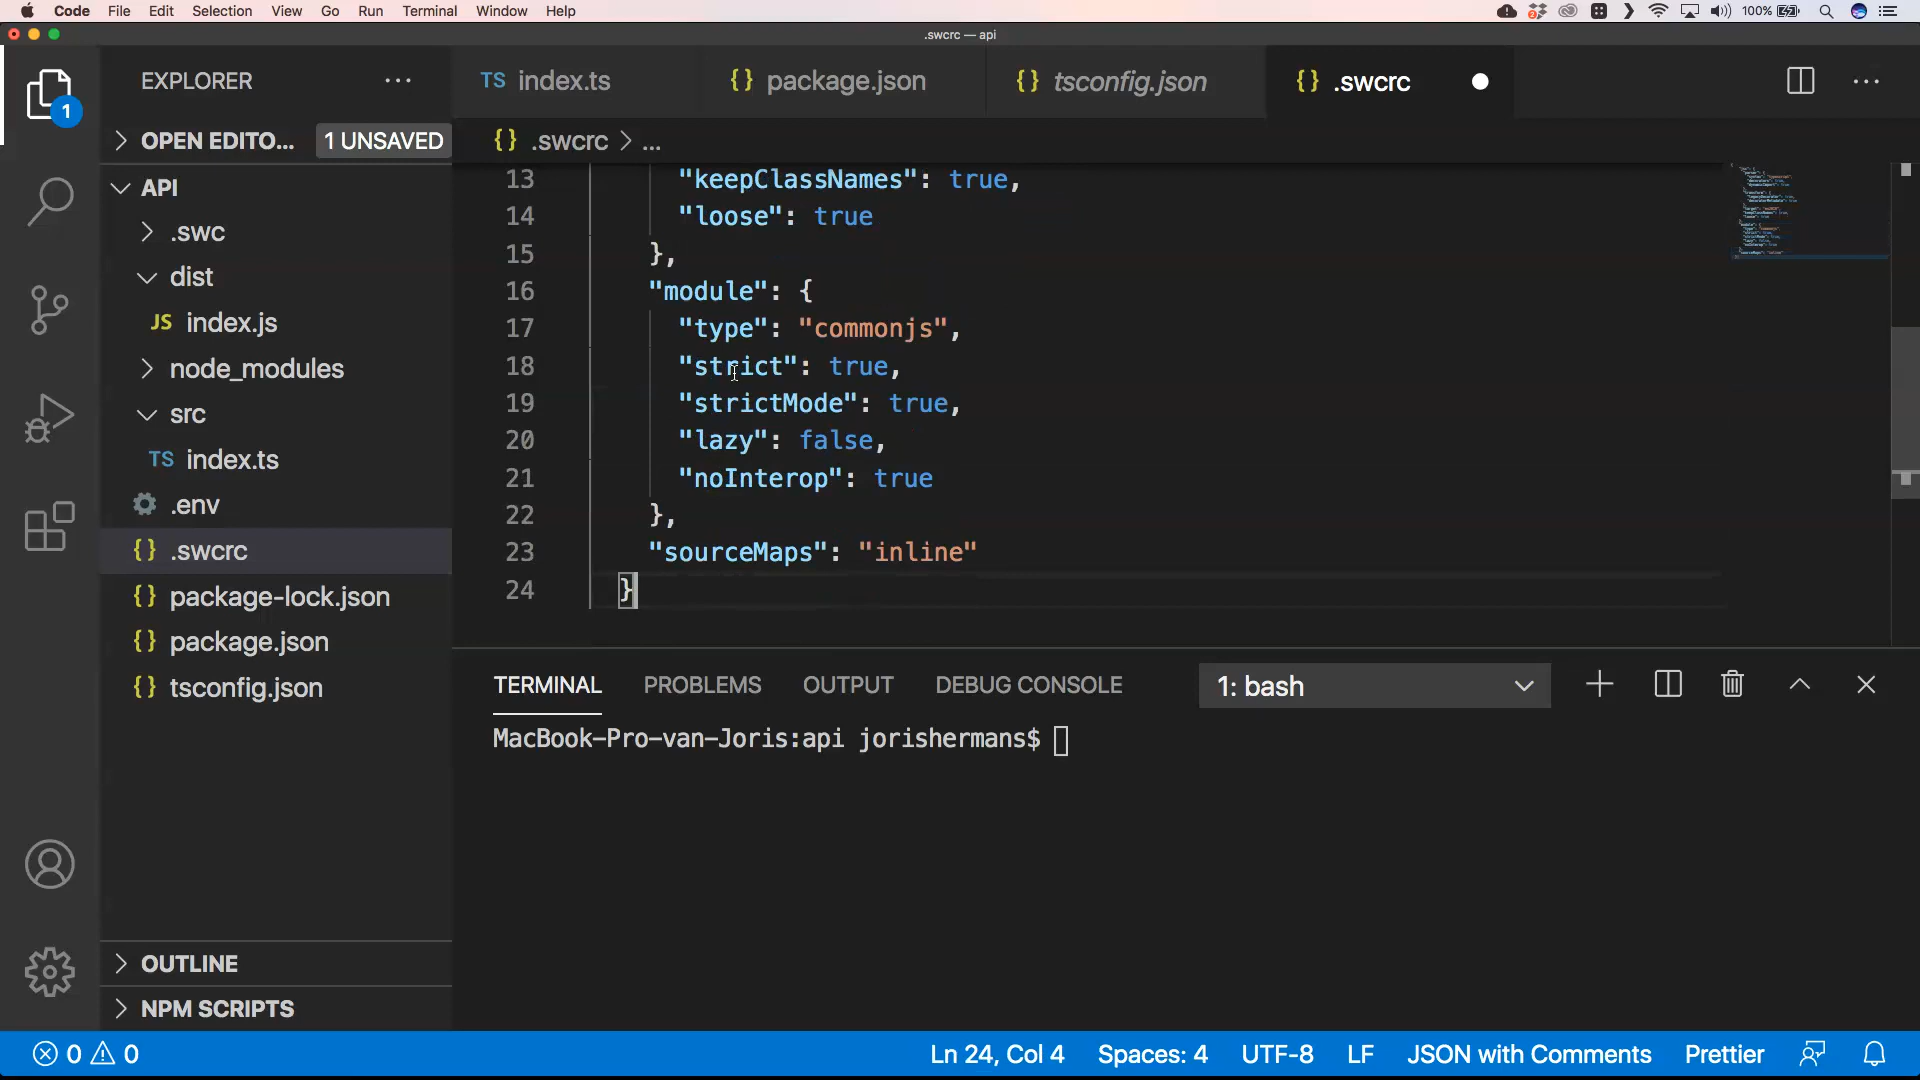 Code File Edit Selection View Go Run Terminal Window Help 100%
.swcrc — api
EXPLORER
TS index.ts
{} package.json
{} tsconfig.json
{} .swcrc
OPEN EDITO... 1 UNSAVED
{} .swcrc > ...
API
.swc
dist
JS index.js
node_modules
src
TS index.ts
.env
{} .swcrc
{} package-lock.json
{} package.json
{} tsconfig.json
OUTLINE
NPM SCRIPTS
1
13 "keepClassNames": true,
14 "loose": true
15 },
16 "module": {
17 "type": "commonjs",
18 "strict": true,
19 "strictMode": true,
20 "lazy": false,
21 "noInterop": true
22 },
23 "sourceMaps": "inline"
24 }
TERMINAL PROBLEMS OUTPUT DEBUG CONSOLE 1: bash
MacBook-Pro-van-Joris:api jorishermans$
0 0 Ln 24, Col 4 Spaces: 4 UTF-8 LF JSON with Comments Prettier